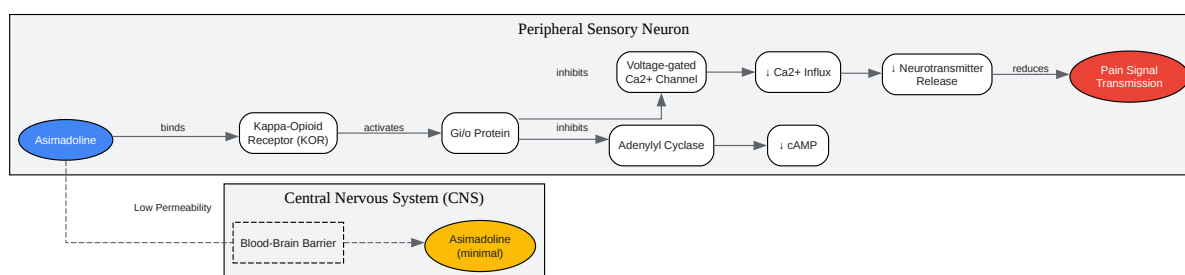 Peripheral Sensory Neuron
Asimadoline
binds
Kappa-Opioid
Receptor (KOR)
activates
Gi/o Protein
inhibits
Voltage-gated
Ca2+ Channel
↓ Ca2+ Influx
↓ Neurotransmitter
Release
reduces
Pain Signal
Transmission
inhibits
Adenylyl Cyclase
↓ cAMP
Central Nervous System (CNS)
Low Permeability
Blood-Brain Barrier
Asimadoline
(minimal)